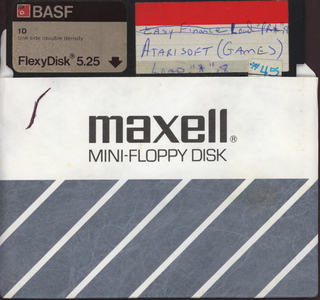 BASF
1D
one side double density
FlexyDisk® 5.25
Easy Finance
ATARISOFT (GAMES)
LOAD "*",8
maxell®
MINI-FLOPPY DISK